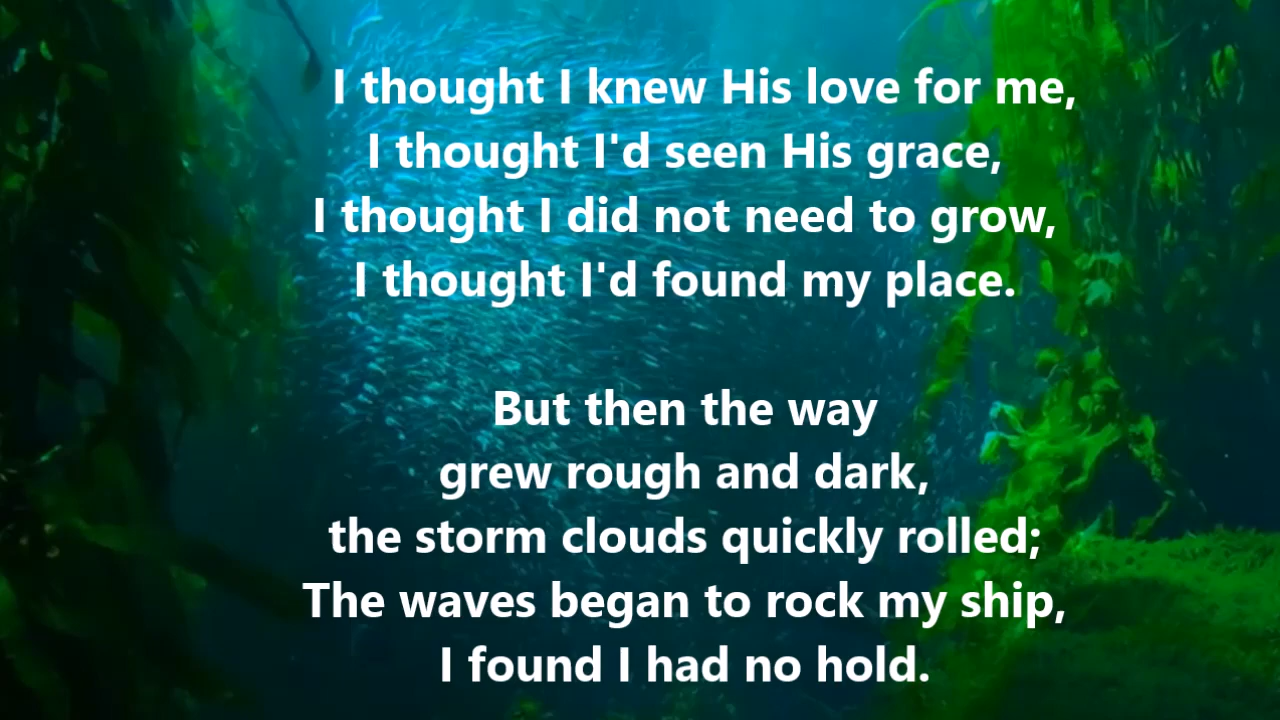 I thought I knew His love for me,
I thought I'd seen His grace,
I thought I did not need to grow,
I thought I'd found my place.
But then the way
grew rough and dark,
the storm clouds quickly rolled;
The waves began to rock my ship,
I found I had no hold.